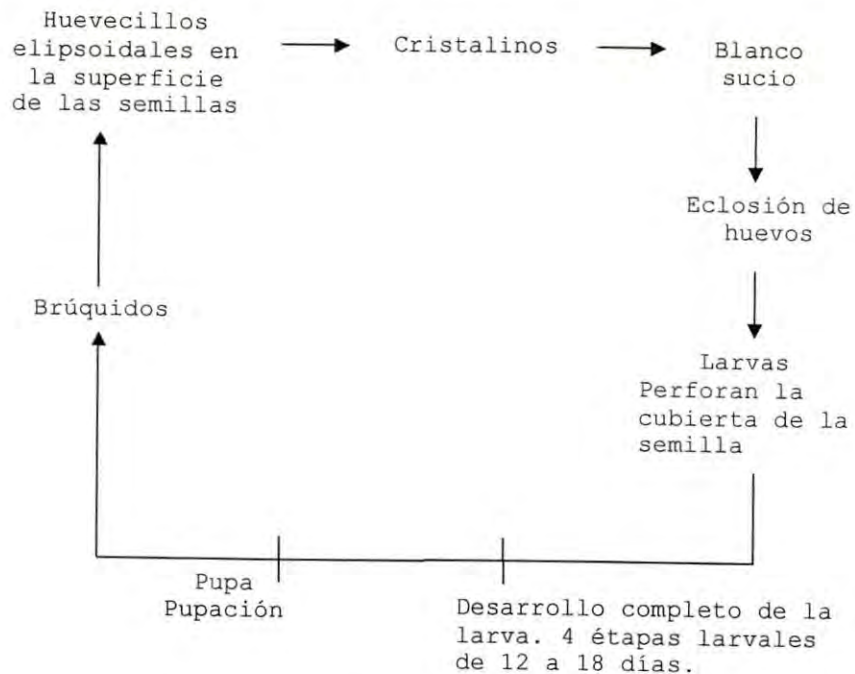 Huevecillos
elipsoidales en
la superficie
de las semillas
Cristalinos
Blanco
sucio
Eclosión de
huevos
Larvas
Perforan la
cubierta de la
semilla
Desarrollo completo de la
larva. 4 étapas larvales
de 12 a 18 días.
Pupa
Pupación
Brúquidos